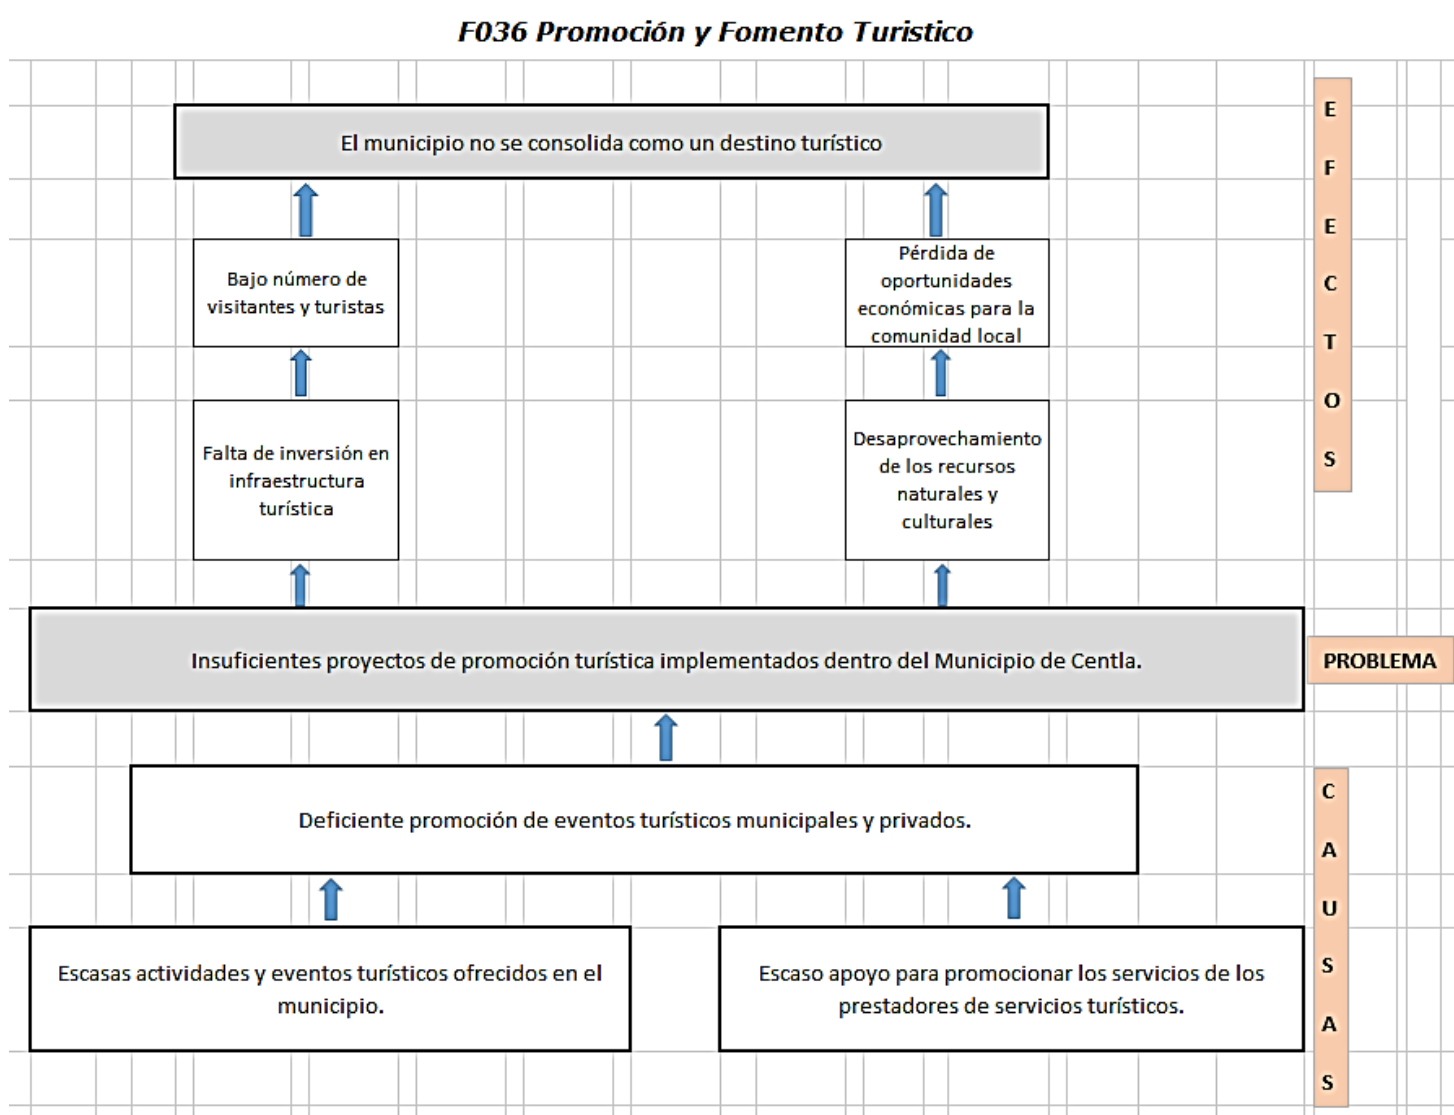 F036 Promoción y Fomento Turistico
El municipio no se consolida como un destino turístico
Bajo número de
visitantes y turistas
Pérdida de
oportunidades
económicas para la
comunidad local
Falta de inversión en
infraestructura
turística
Desaprovechamiento
de los recursos
naturales y
culturales
E
F
E
C
T
O
S
Insuficientes proyectos de promoción turística implementados dentro del Municipio de Centla.
PROBLEMA
Deficiente promoción de eventos turísticos municipales y privados.
Escasas actividades y eventos turísticos ofrecidos en el
municipio.
Escaso apoyo para promocionar los servicios de los
prestadores de servicios turísticos.
C
A
U
S
A
S